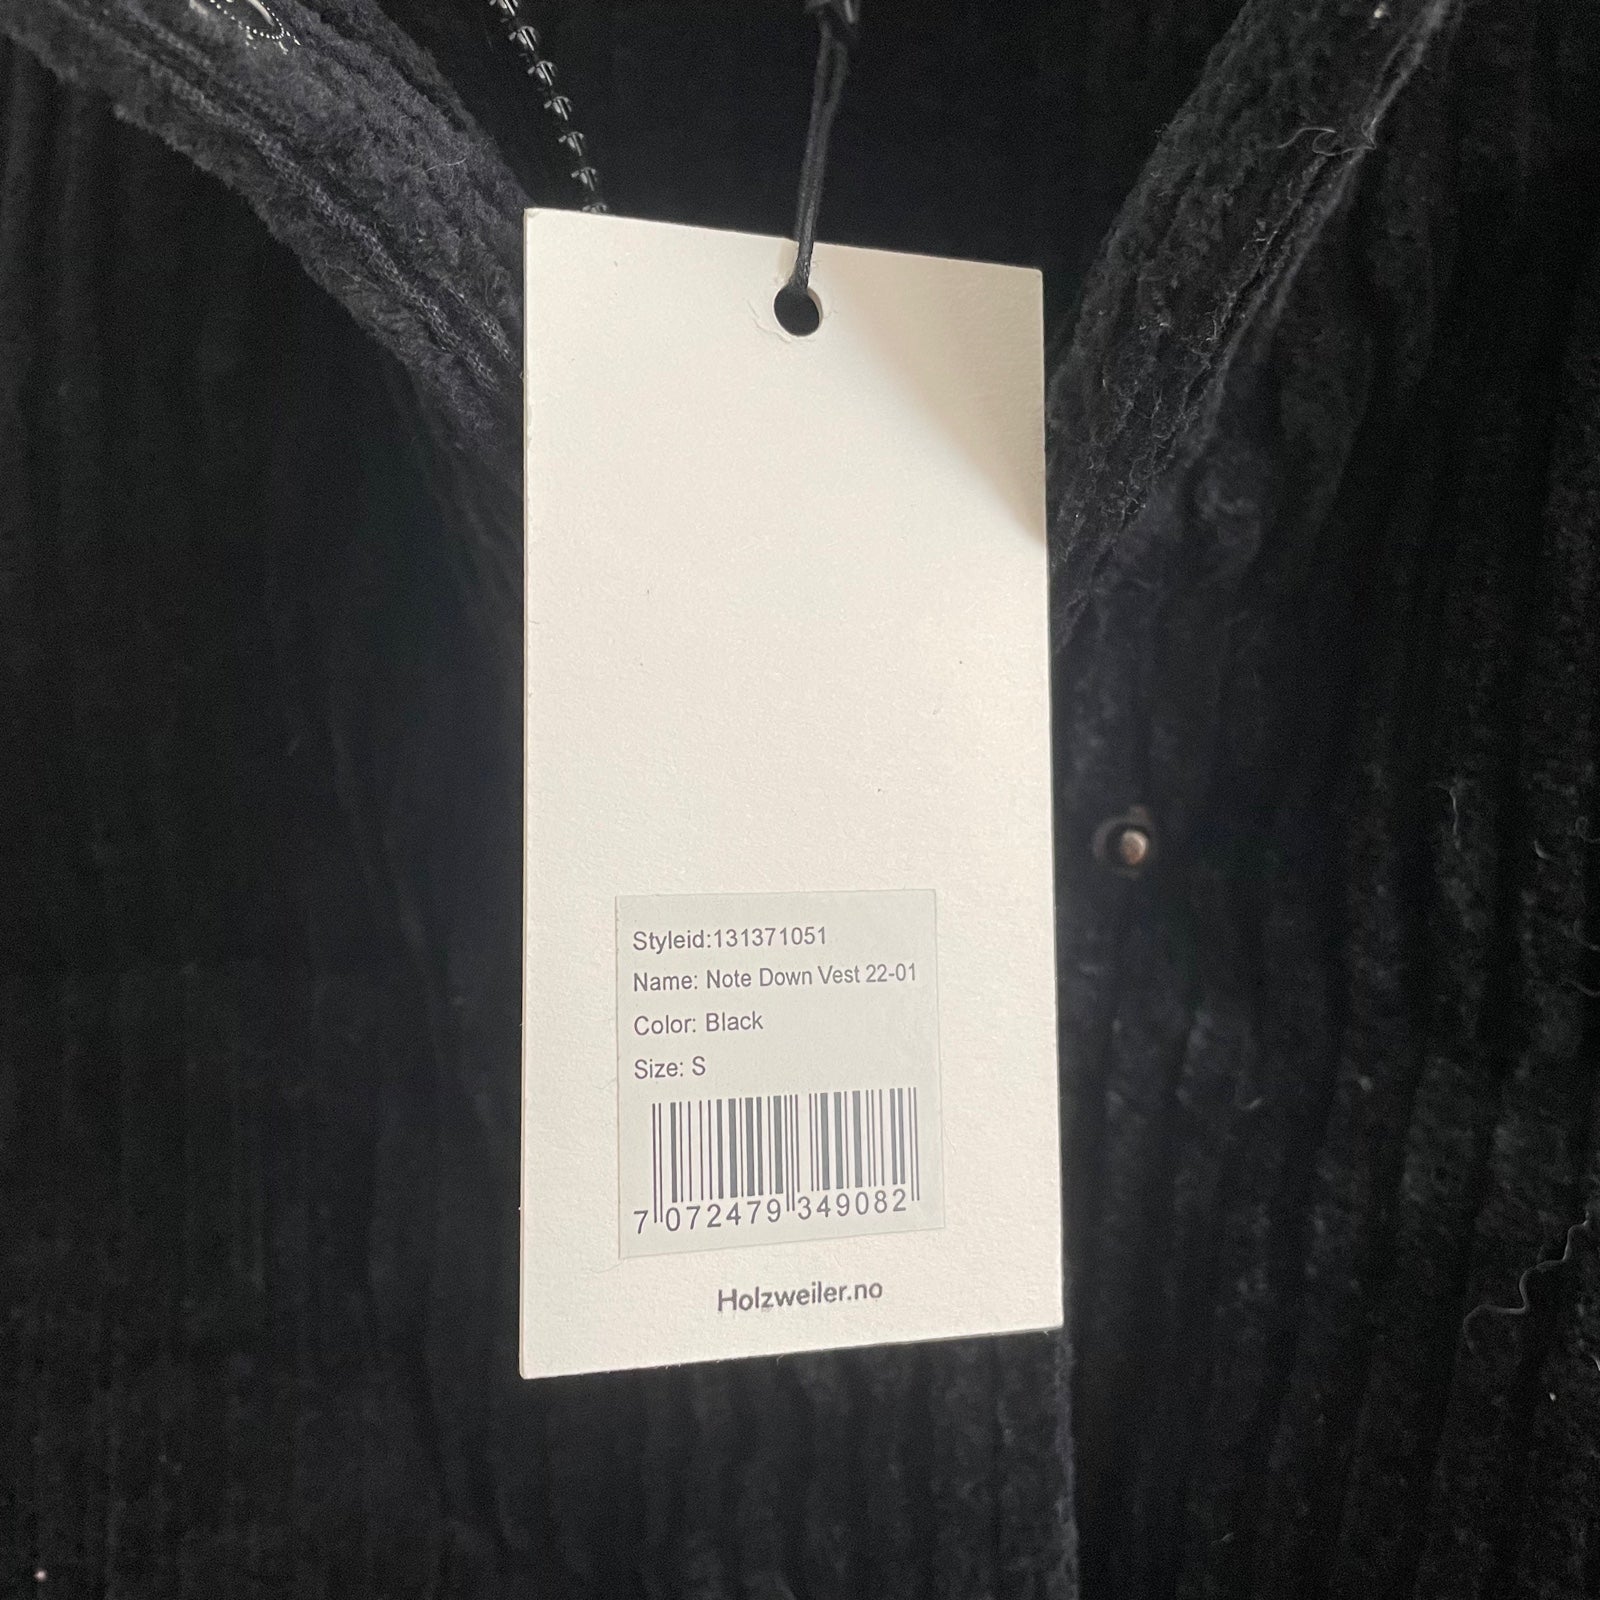 Styleid:131371051
Name: Note Down Vest 22-01
Color: Black
Size: S
7 072479 349082
Holzweiler.no